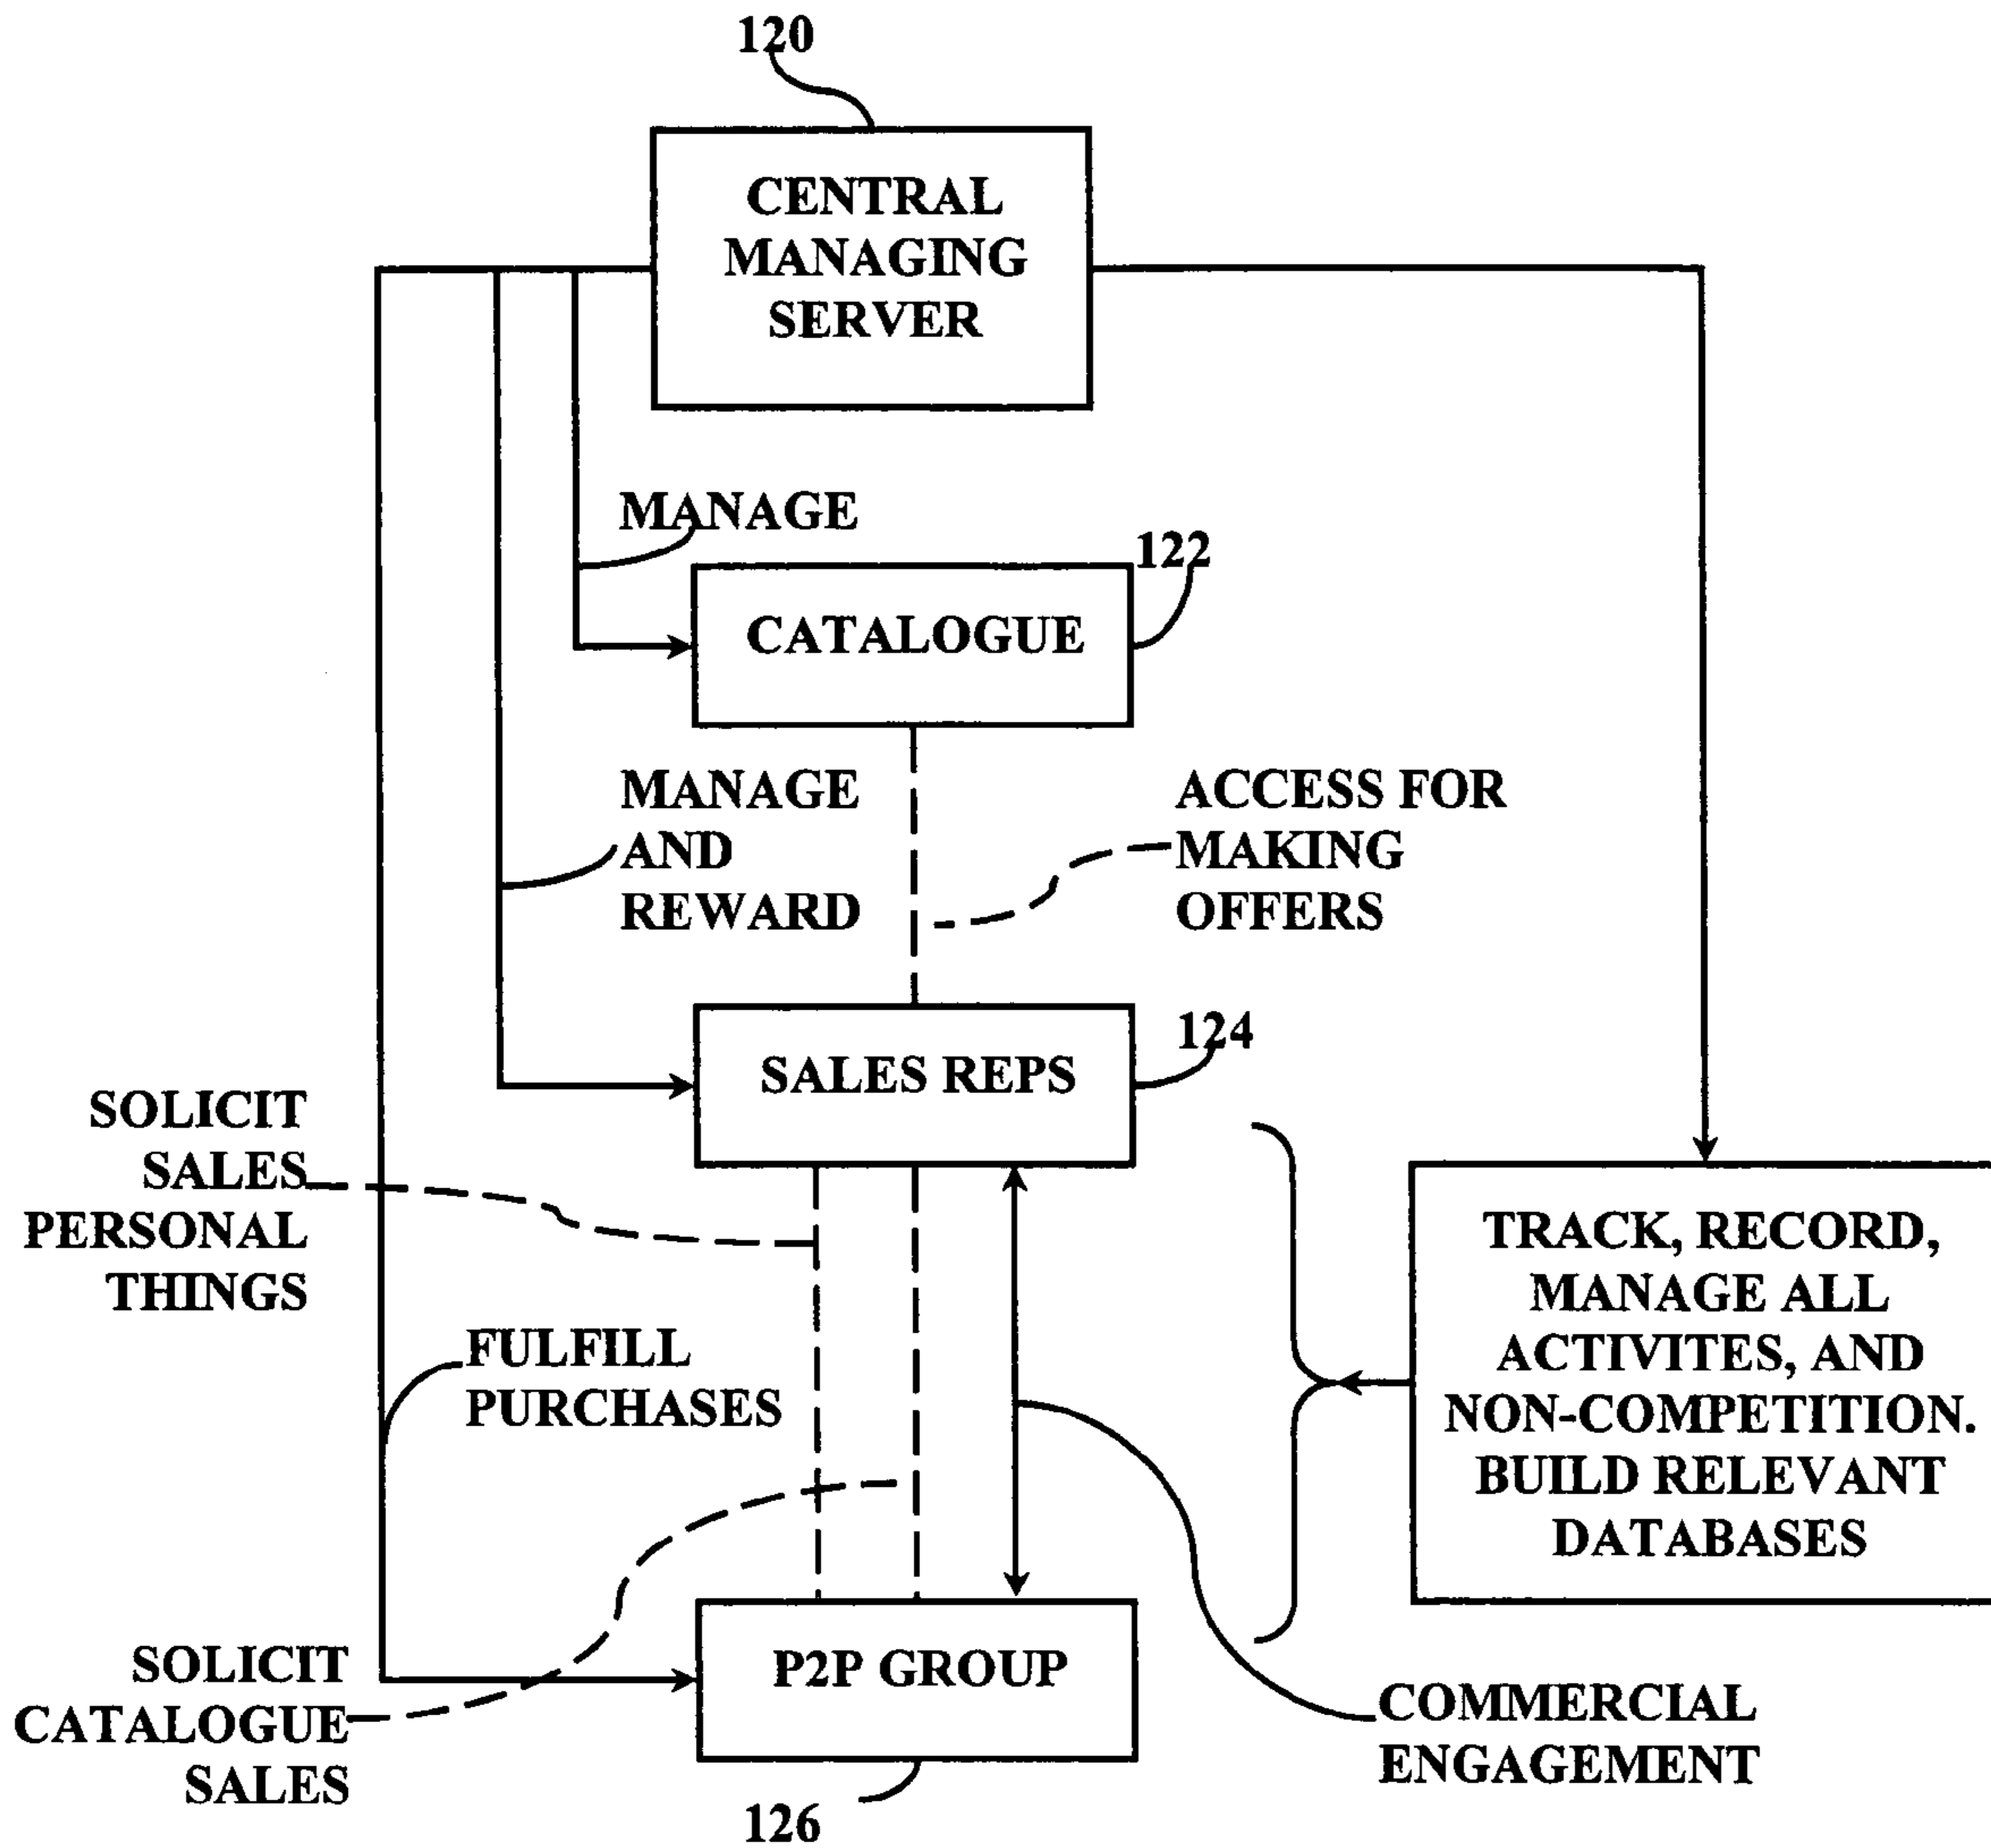 120
CENTRAL
MANAGING
SERVER
MANAGE
122
CATALOGUE
MANAGE
AND
REWARD
ACCESS FOR
MAKING
OFFERS
124
SALES REPS
SOLICIT
SALES
PERSONAL
THINGS
TRACK, RECORD,
MANAGE ALL
ACTIVITES, AND
NON-COMPETITION.
BUILD RELEVANT
DATABASES
FULFILL
PURCHASES
P2P GROUP
SOLICIT
CATALOGUE
SALES
COMMERCIAL
ENGAGEMENT
126